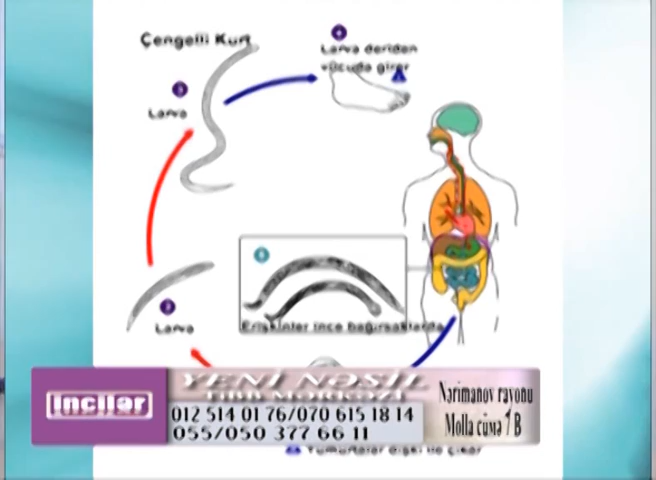 Çengelli Kurt
Larva deriden
vücuda girer
Larva
Larva
Erişkinler ince bağırsaklarda
YENİ NƏSİL
TİBB MƏRKƏZİ
incilər
012 514 01 76/070 615 18 14
055/050 377 66 11
Nərimanov rayonu
Molla cümə 7 B
Yumurtalar dışkı ile çıkar